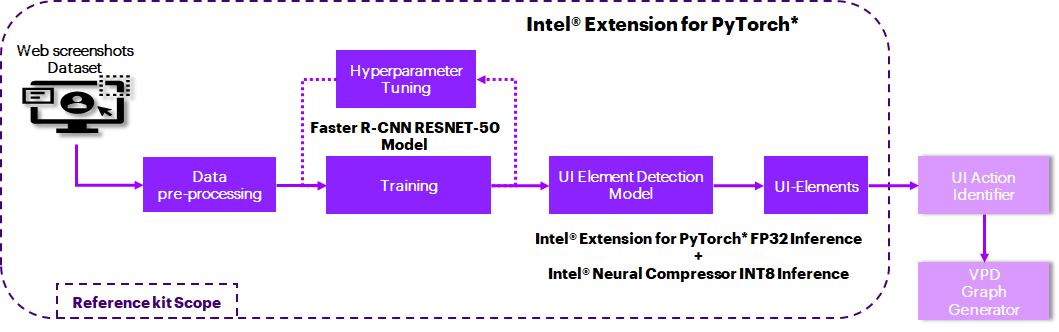 Intel® Extension for PyTorch*
Web screenshots
Dataset
Hyperparameter
Tuning
Faster R-CNN RESNET-50
Model
Data
pre-processing
Training
UI Element Detection
Model
UI-Elements
UI Action
Identifier
Intel® Extension for PyTorch* FP32 Inference
+
Intel® Neural Compressor INT8 Inference
VPD
Graph
Generator
Reference kit Scope